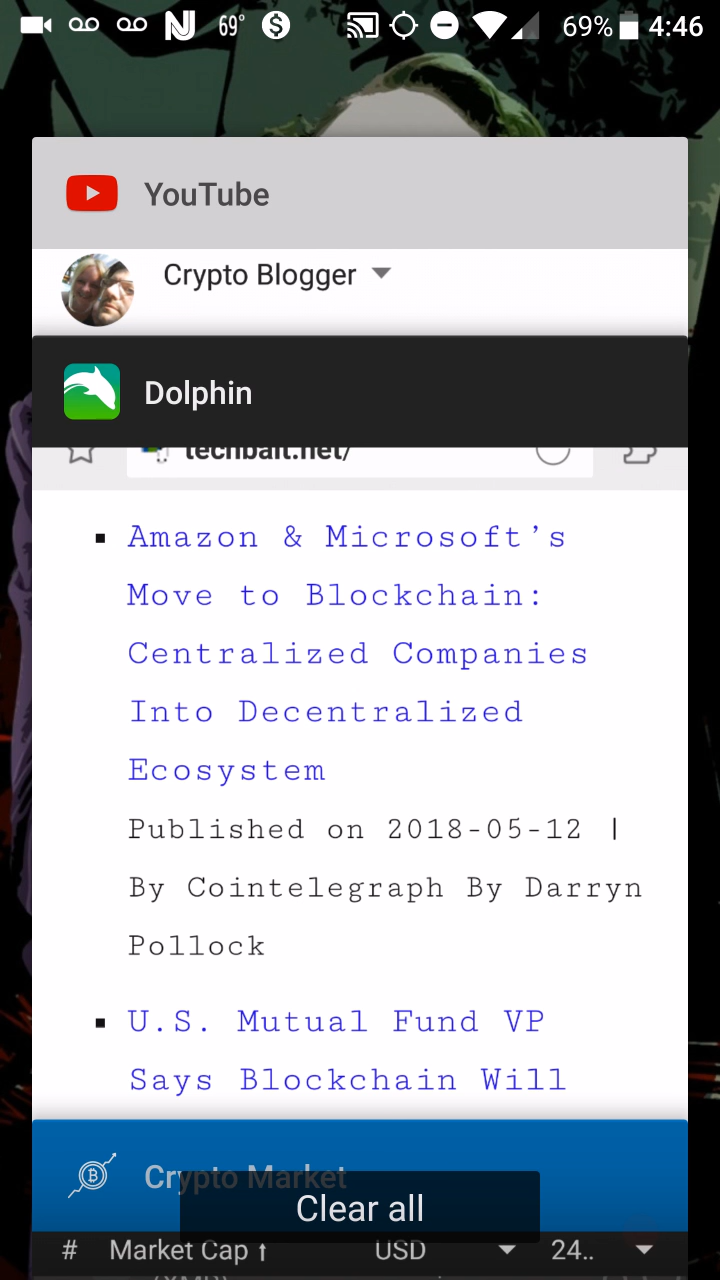 69° 69% 4:46
YouTube
Crypto Blogger
Dolphin
techbait.net/
Amazon & Microsoft’s
Move to Blockchain:
Centralized Companies
Into Decentralized
Ecosystem
Published on 2018-05-12 |
By Cointelegraph By Darryn
Pollock
U.S. Mutual Fund VP
Says Blockchain Will
Crypto Market
Clear all
# Market Cap ↑ USD 24..